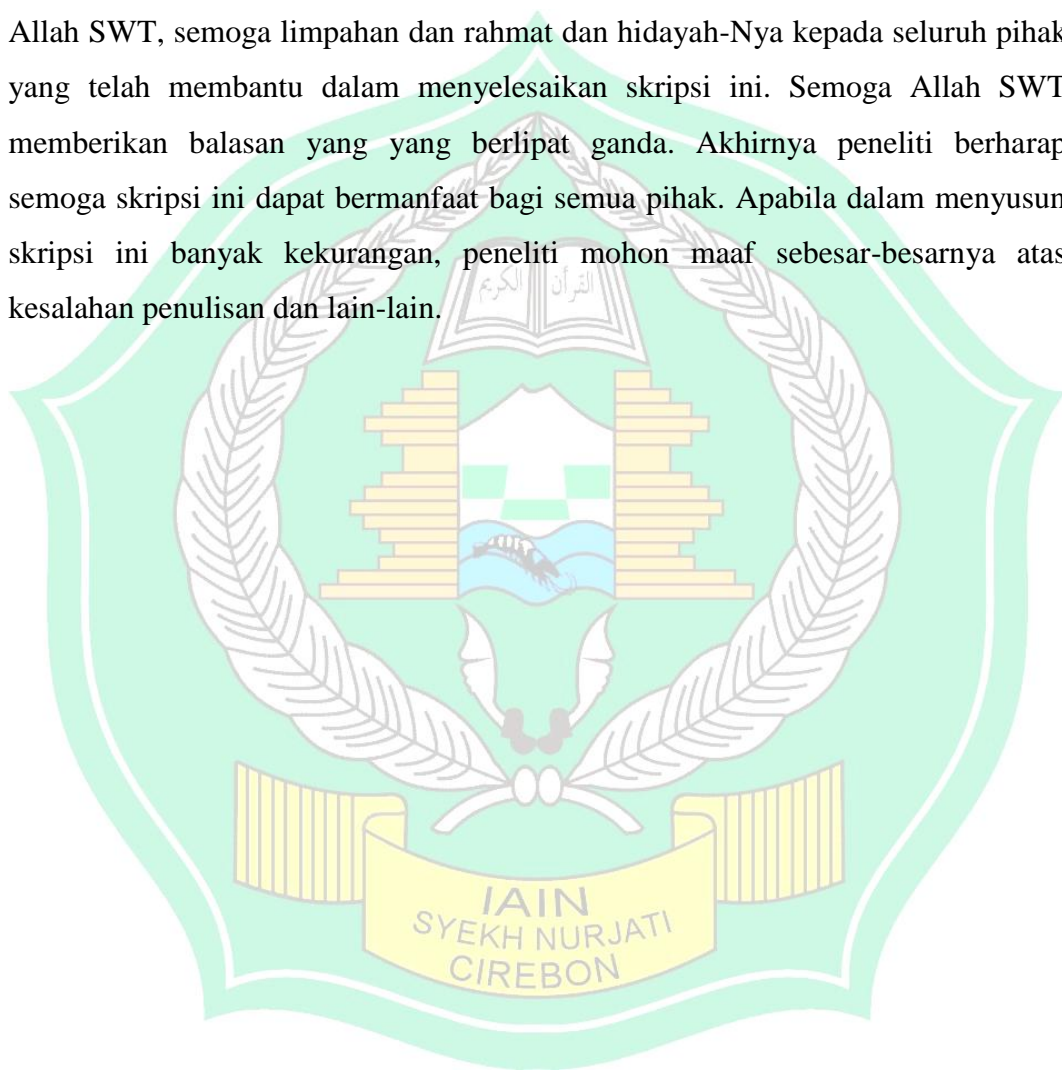 Allah SWT, semoga limpahan dan rahmat dan hidayah-Nya kepada seluruh pihak
yang telah membantu dalam menyelesaikan skripsi ini. Semoga Allah SWT
memberikan balasan yang yang berlipat ganda. Akhirnya peneliti berharap
semoga skripsi ini dapat bermanfaat bagi semua pihak. Apabila dalam menyusun
skripsi ini banyak kekurangan, peneliti mohon maaf sebesar-besarnya atas
kesalahan penulisan dan lain-lain.
القرأن الكريم
IAIN
SYEKH NURJATI
CIREBON